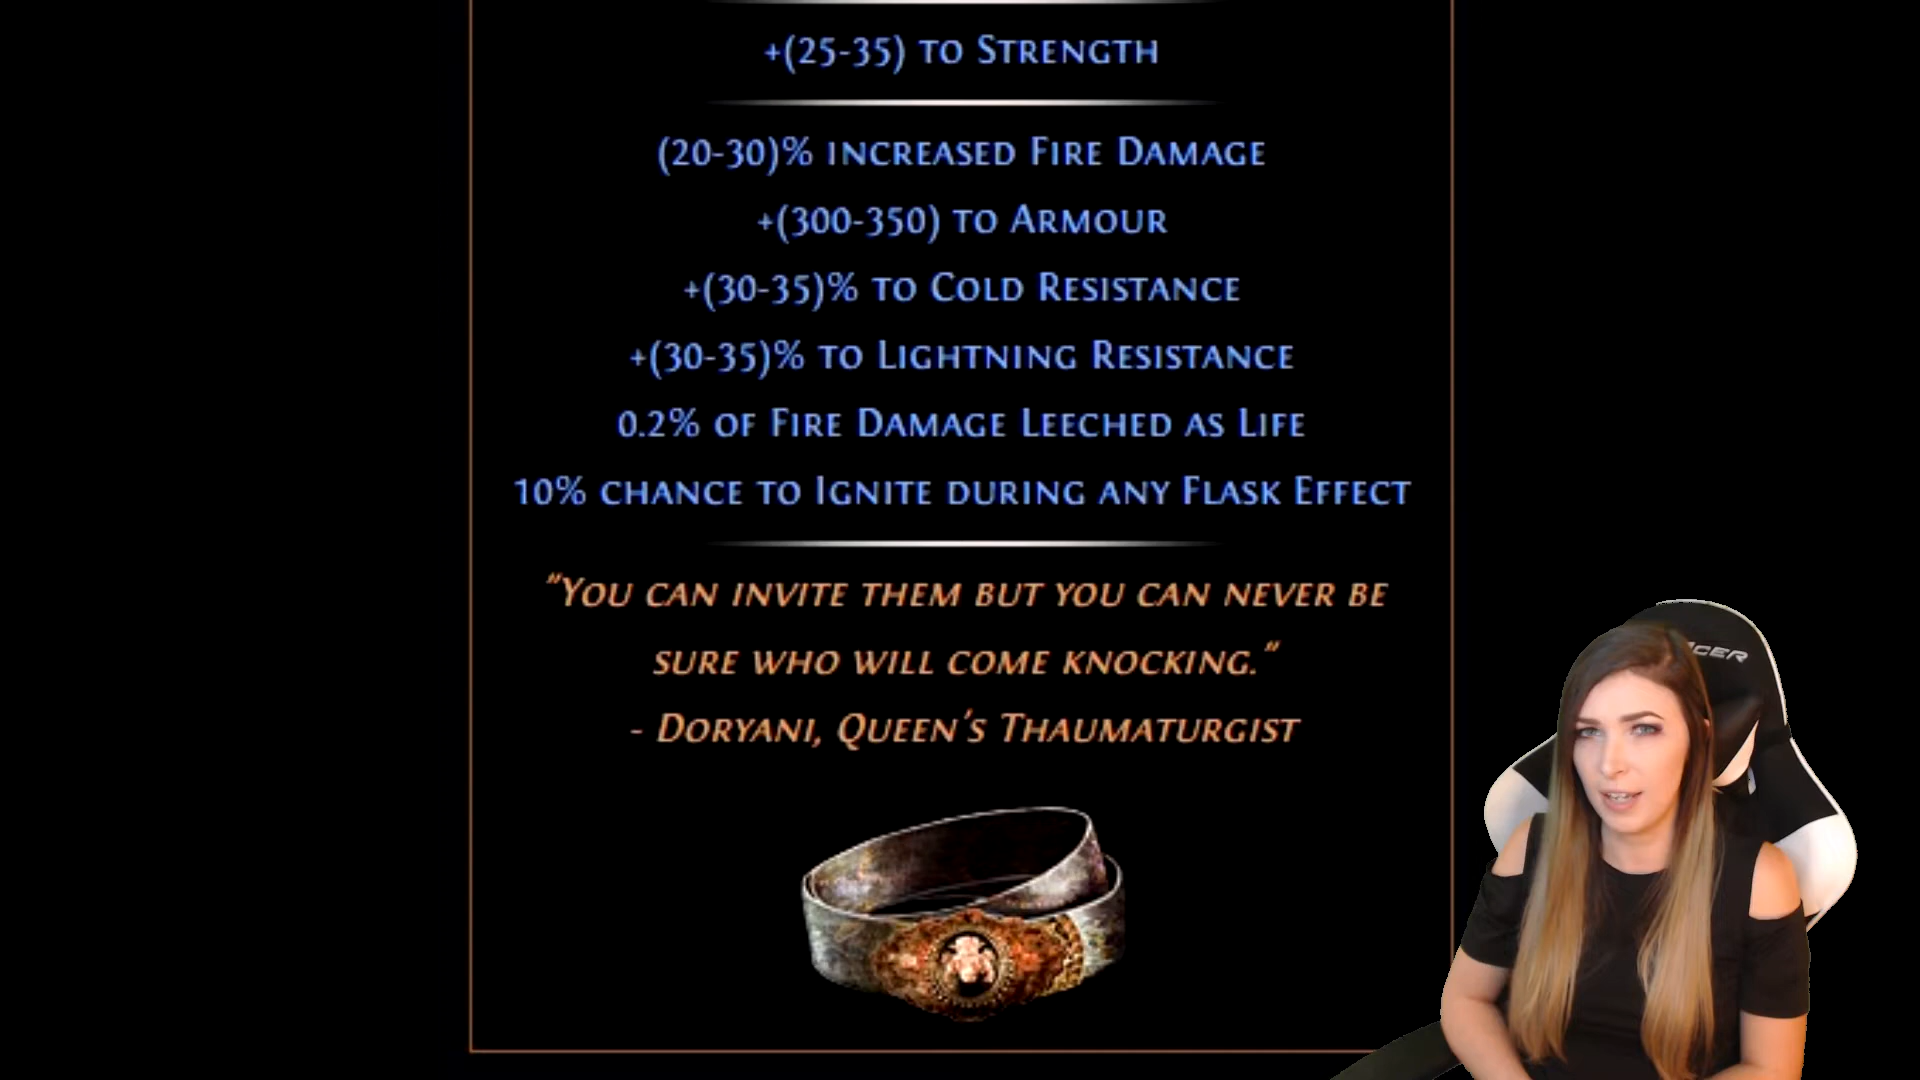 +(25-35) to Strength
(20-30)% increased Fire Damage
+(300-350) to Armour
+(30-35)% to Cold Resistance
+(30-35)% to Lightning Resistance
0.2% of Fire Damage Leeched as Life
10% chance to Ignite during any Flask Effect
"You can invite them but you can never be
sure who will come knocking."
- Doryani, Queen's Thaumaturgist